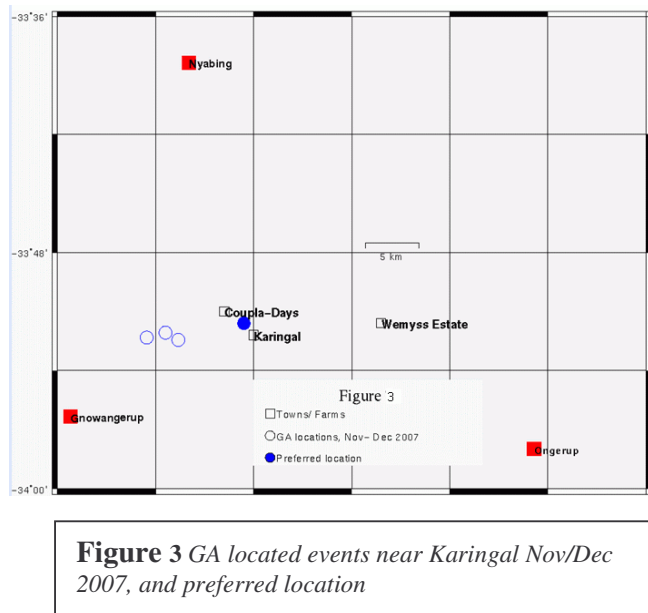 -33°36'
Nyabing
-33°48'
5 km
Coupla-Days
Wemyss Estate
Karingal
Figure 3
Gnowangerup
Towns/ Farms
GA locations, Nov- Dec 2007
Ongerup
Preferred location
-34°00'
Figure 3 GA located events near Karingal Nov/Dec
2007, and preferred location